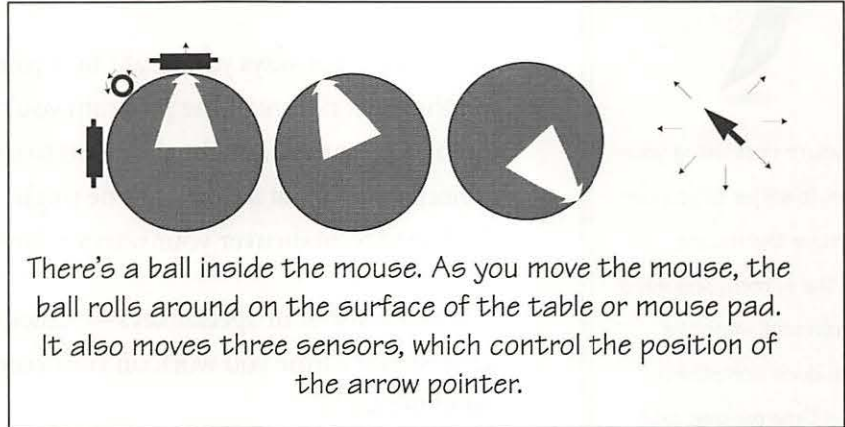 There's a ball inside the mouse. As you move the mouse, the
ball rolls around on the surface of the table or mouse pad.
It also moves three sensors, which control the position of
the arrow pointer.